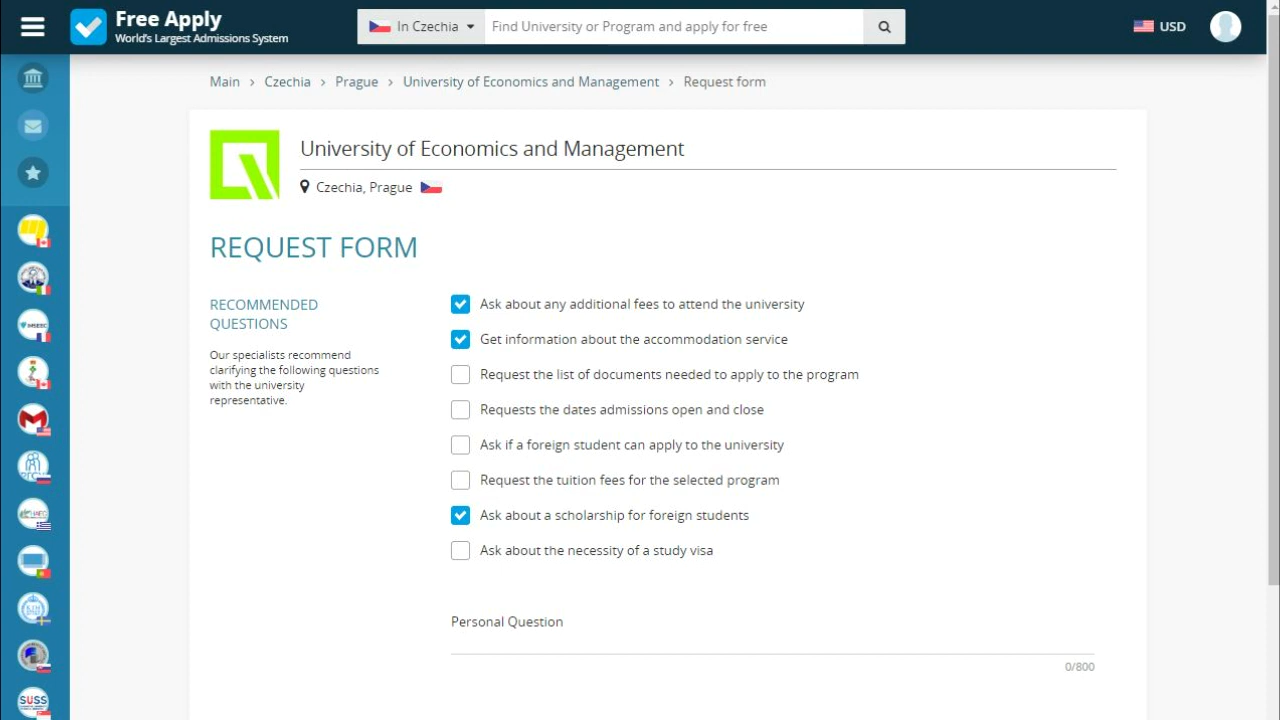 Free Apply
World's Largest Admissions System
In Czechia
Find University or Program and apply for free
USD
Main > Czechia > Prague > University of Economics and Management > Request form
University of Economics and Management
Czechia, Prague
REQUEST FORM
RECOMMENDED
QUESTIONS
Our specialists recommend
clarifying the following questions
with the university
representative.
Ask about any additional fees to attend the university
Get information about the accommodation service
Request the list of documents needed to apply to the program
Requests the dates admissions open and close
Ask if a foreign student can apply to the university
Request the tuition fees for the selected program
Ask about a scholarship for foreign students
Ask about the necessity of a study visa
Personal Question
0/800
INSEEC
SUSS